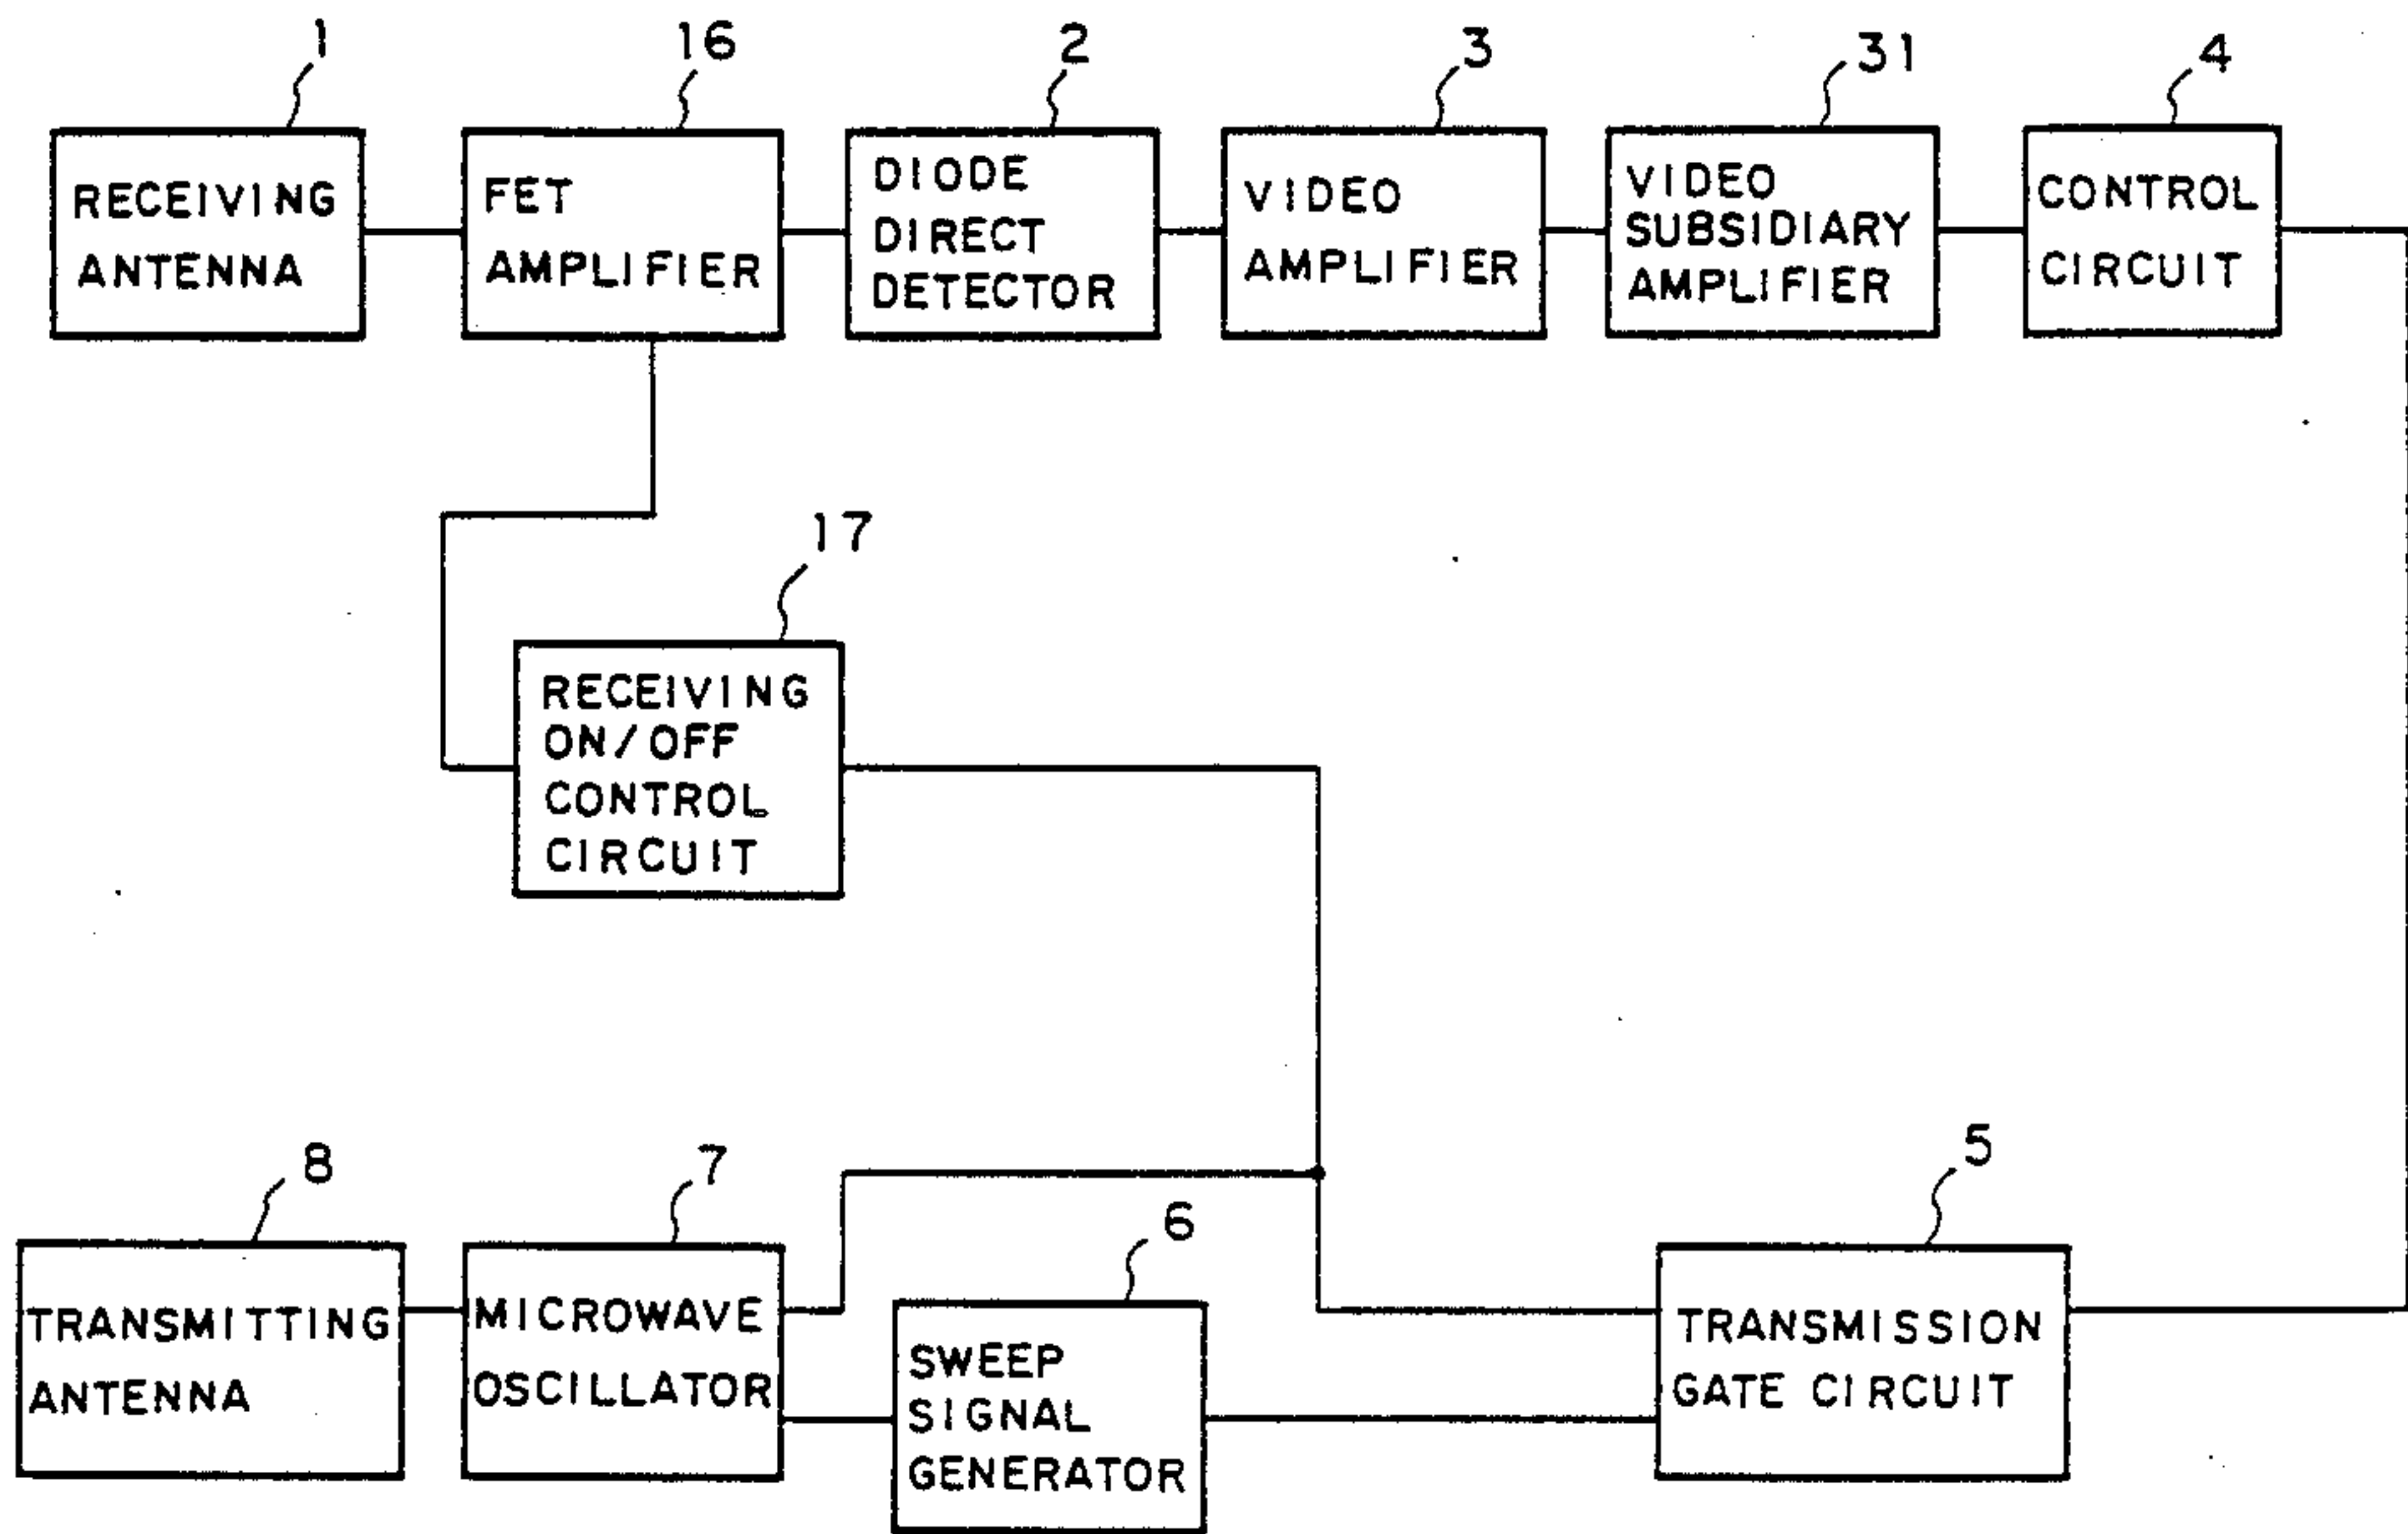 1
16
2
3
31
4
RECEIVING
ANTENNA
FET
AMPLIFIER
DIODE
DIRECT
DETECTOR
VIDEO
AMPLIFIER
VIDEO
SUBSIDIARY
AMPLIFIER
CONTROL
CIRCUIT
17
RECEIVING
ON/OFF
CONTROL
CIRCUIT
8
7
6
5
TRANSMITTING
ANTENNA
MICROWAVE
OSCILLATOR
SWEEP
SIGNAL
GENERATOR
TRANSMISSION
GATE CIRCUIT